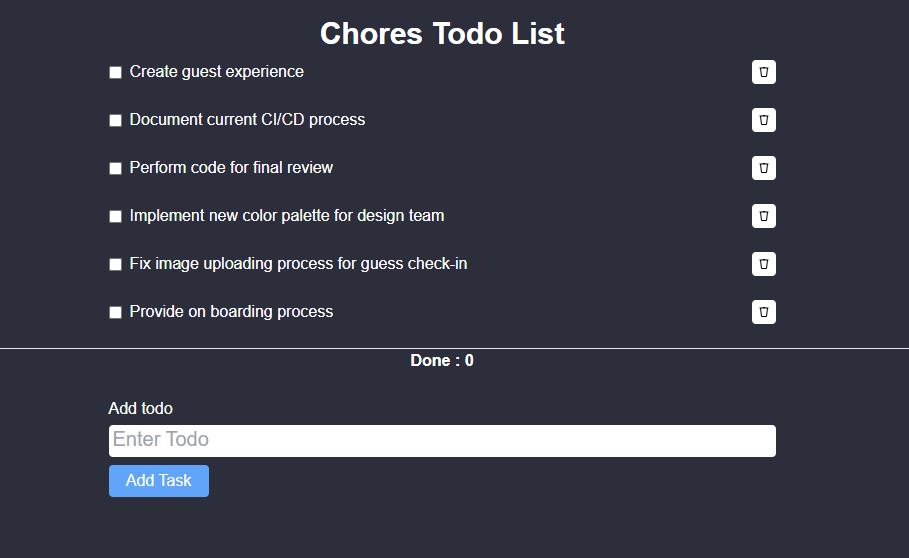 Chores Todo List
Create guest experience
Document current CI/CD process
Perform code for final review
Implement new color palette for design team
Fix image uploading process for guess check-in
Provide on boarding process
Done : 0
Add todo
Enter Todo
Add Task